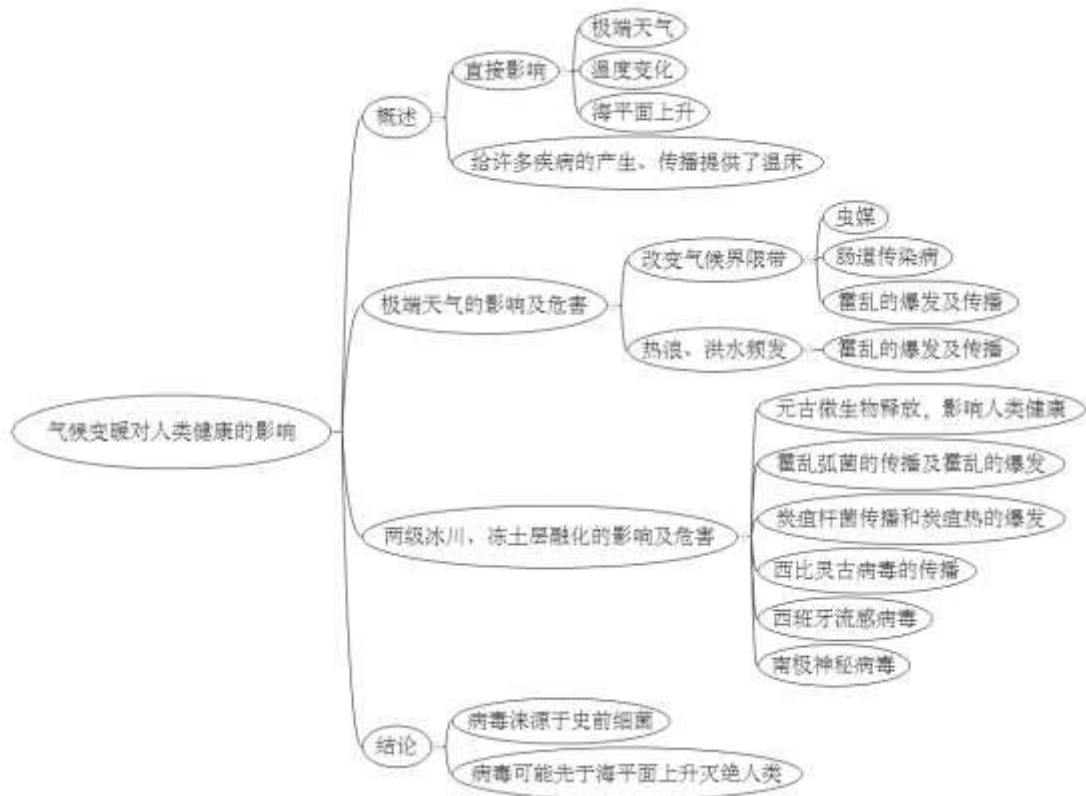 气候变暖对人类健康的影响
概述
直接影响
极端天气
温度变化
海平面上升
给许多疾病的产生、传播提供了温床
极端天气的影响及危害
改变气候界限带
虫媒
肠道传染病
霍乱的爆发及传播
热浪、洪水频发
霍乱的爆发及传播
两级冰川、冻土层融化的影响及危害
元古微生物释放，影响人类健康
霍乱弧菌的传播及霍乱的爆发
炭疽杆菌传播和炭疽热的爆发
西比灵古病毒的传播
西班牙流感病毒
南极神秘病毒
结论
病毒涞源于史前细菌
病毒可能先于海平面上升灭绝人类